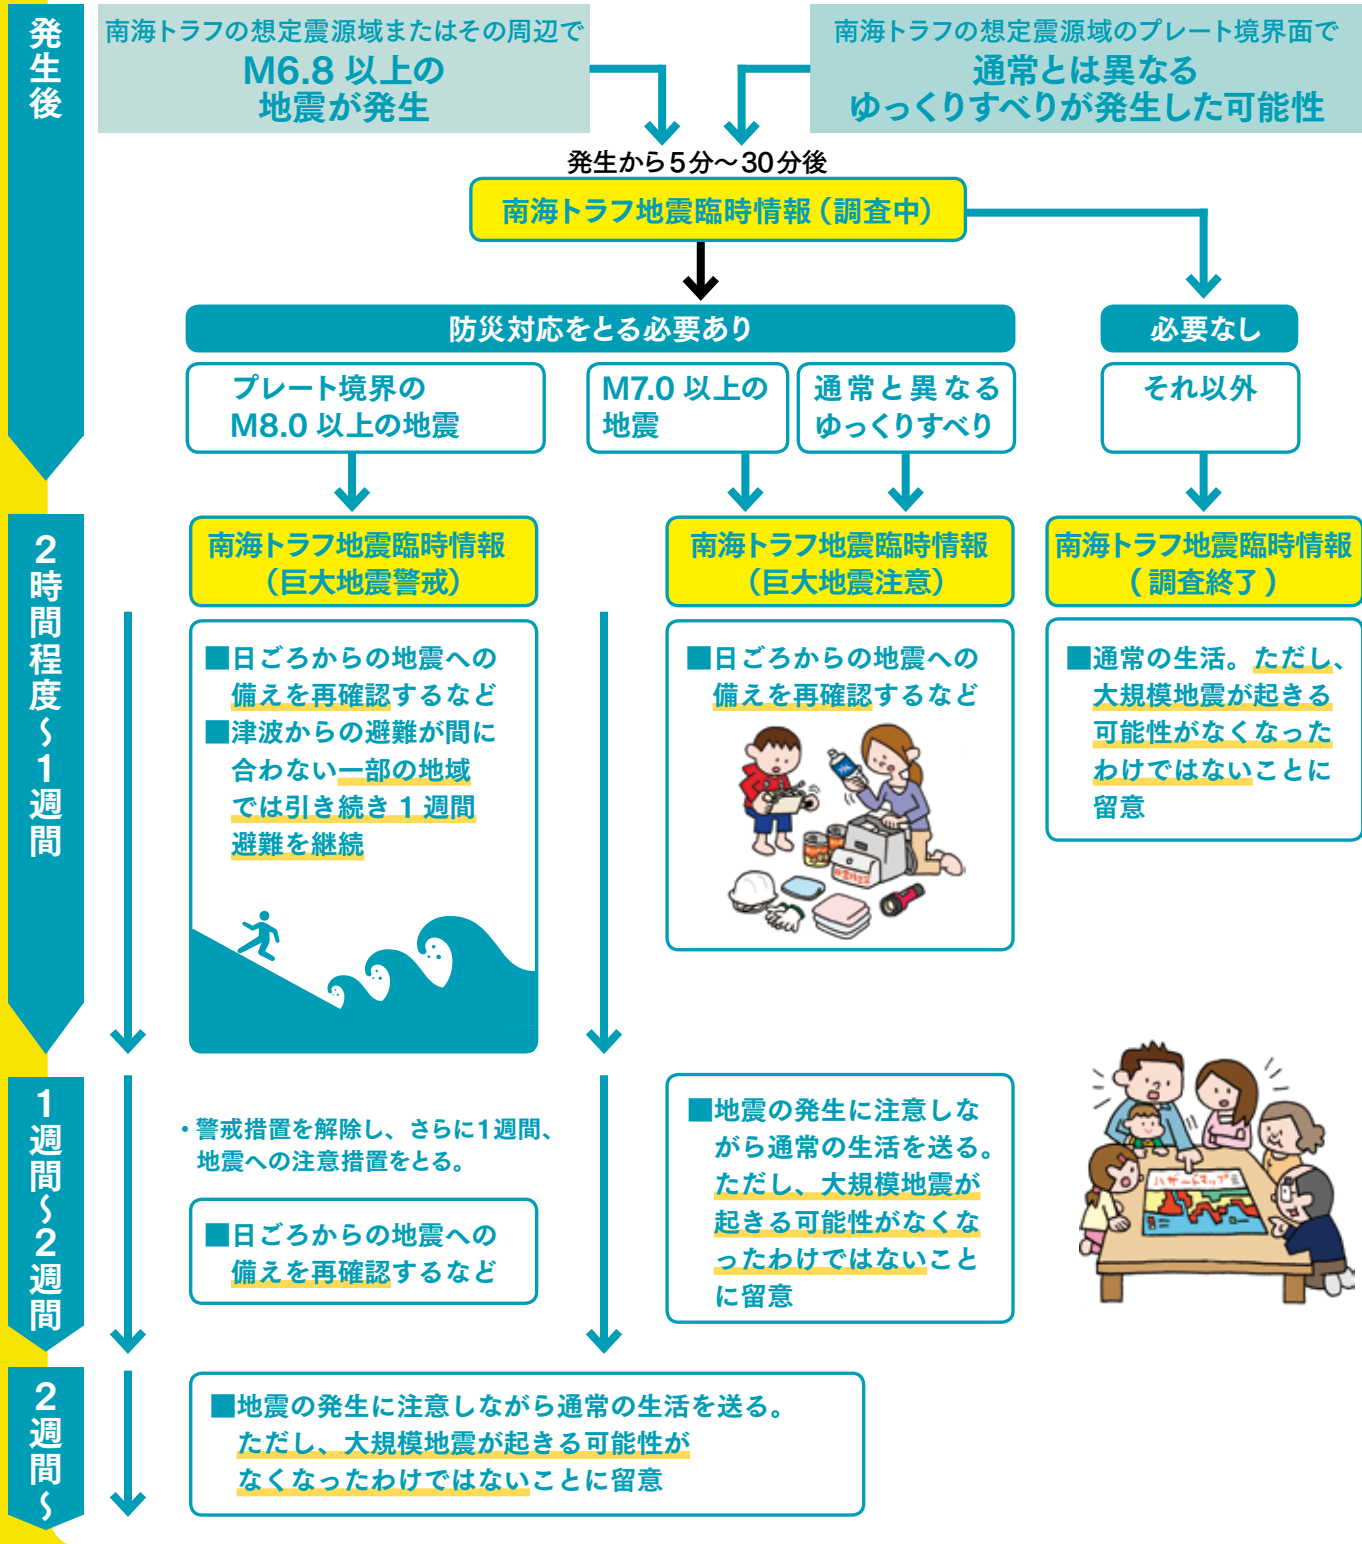 発生後
南海トラフの想定震源域またはその周辺で
M6.8 以上の
地震が発生
南海トラフの想定震源域のプレート境界面で
通常とは異なる
ゆっくりすべりが発生した可能性
発生から5分〜30分後
南海トラフ地震臨時情報(調査中)
防災対応をとる必要あり
必要なし
プレート境界の
M8.0 以上の地震
M7.0 以上の
地震
通常と異なる
ゆっくりすべり
それ以外
2時間程度〜1週間
南海トラフ地震臨時情報
(巨大地震警戒)
南海トラフ地震臨時情報
(巨大地震注意)
南海トラフ地震臨時情報
(調査終了)
■日ごろからの地震への
備えを再確認するなど
■津波からの避難が間に
合わない一部の地域
では引き続き1週間
避難を継続
■日ごろからの地震への
備えを再確認するなど
■通常の生活。ただし、
大規模地震が起きる
可能性がなくなった
わけではないことに
留意
1週間〜2週間
・警戒措置を解除し、さらに1週間、
地震への注意措置をとる。
■日ごろからの地震への
備えを再確認するなど
■地震の発生に注意しな
がら通常の生活を送る。
ただし、大規模地震が
起きる可能性がなくな
ったわけではないこと
に留意
ハザードマップ
2週間〜
■地震の発生に注意しながら通常の生活を送る。
ただし、大規模地震が起きる可能性が
なくなったわけではないことに留意